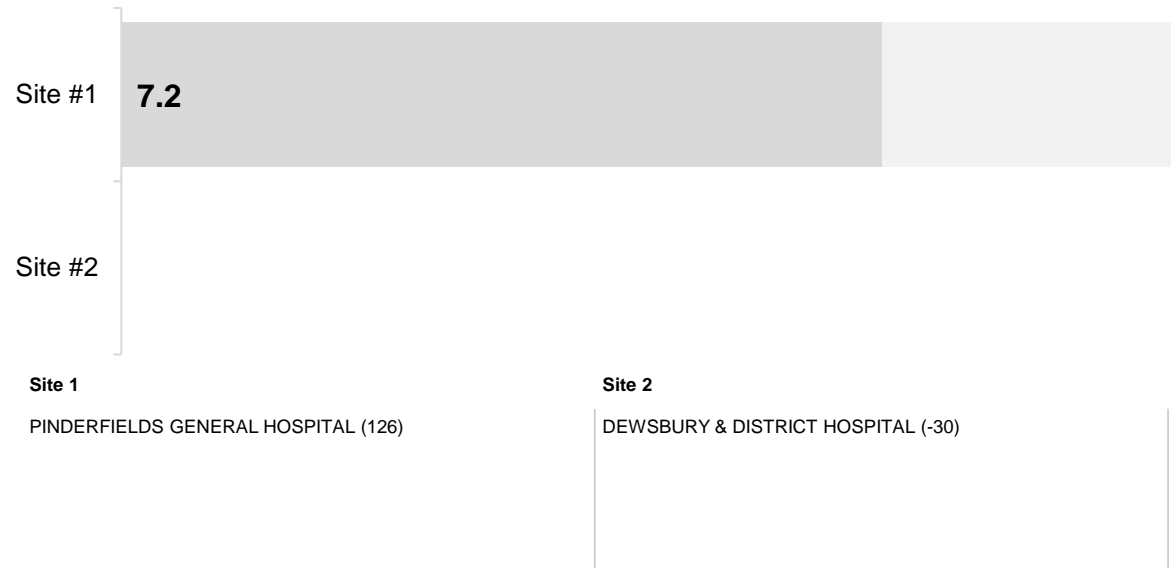 Site #1
7.2
Site #2
Site 1
Site 2
PINDERFIELDS GENERAL HOSPITAL (126)
DEWSBURY & DISTRICT HOSPITAL (-30)